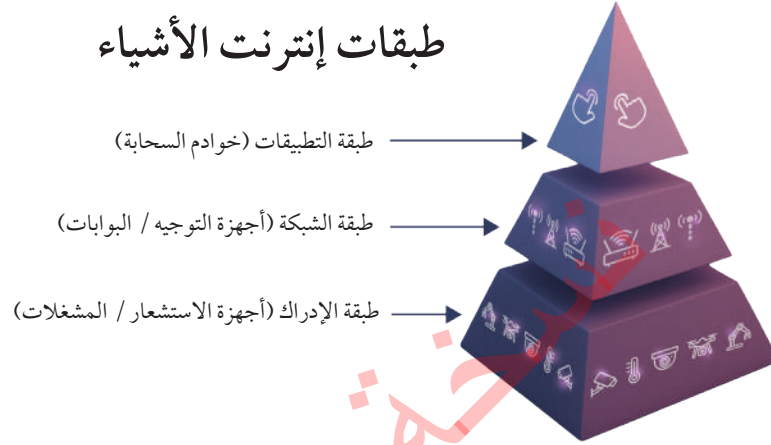 طبقات إنترنت الأشياء
طبقة التطبيقات (خوادم السحابة)
طبقة الشبكة (أجهزة التوجيه / البوابات)
طبقة الإدراك (أجهزة الاستشعار / المشغلات)